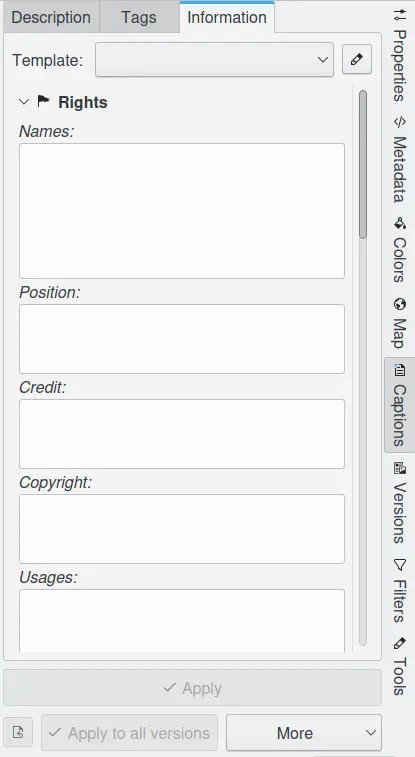 Description Tags Information
Template:
Rights
Names:
Position:
Credit:
Copyright:
Usages:
Apply
Apply to all versions More
Properties
Metadata
Colors
Map
Captions
Versions
Filters
Tools